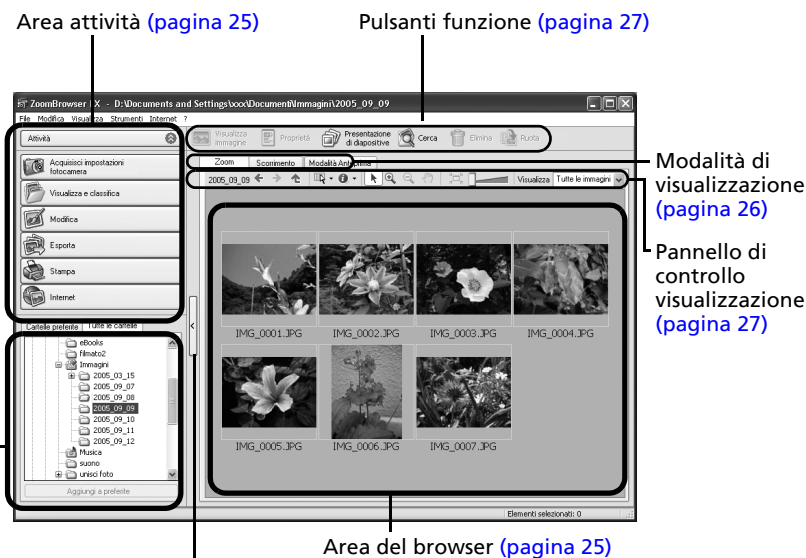 Area attività (pagina 25)
Pulsanti funzione (pagina 27)
ZoomBrowser EX - D:\Documents and Settings\xxx\Documenti\Immagini\2005_09_09
File Modifica Visualizza Strumenti Internet ?
Attività
Visualizza immagine
Proprietà
Presentazione di diapositive
Cerca
Elimina
Ruota
Acquisisci impostazioni fotocamera
Visualizza e classifica
Modifica
Esporta
Stampa
Internet
Zoom
Scorrimento
Modalità Anteprima
2005_09_09
Visualizza
Tutte le immagini
Modalità di
visualizzazione
(pagina 26)
Pannello di
controllo
visualizzazione
(pagina 27)
IMG_0001.JPG
IMG_0002.JPG
IMG_0003.JPG
IMG_0004.JPG
IMG_0005.JPG
IMG_0006.JPG
IMG_0007.JPG
Cartelle preferite
Tutte le cartelle
eBooks
filmato2
Immagini
2005_03_15
2005_09_07
2005_09_08
2005_09_09
2005_09_10
2005_09_11
2005_09_12
Musica
suono
unisci foto
Aggiungi a preferite
Elementi selezionati: 0
Area del browser (pagina 25)